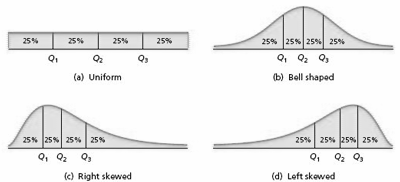 25% 25% 25% 25%
Q1 Q2 Q3
(a) Uniform
25% 25% 25% 25%
Q1 Q2 Q3
(b) Bell shaped
25% 25% 25% 25%
Q1 Q2 Q3
(c) Right skewed
25% 25% 25% 25%
Q1 Q2 Q3
(d) Left skewed